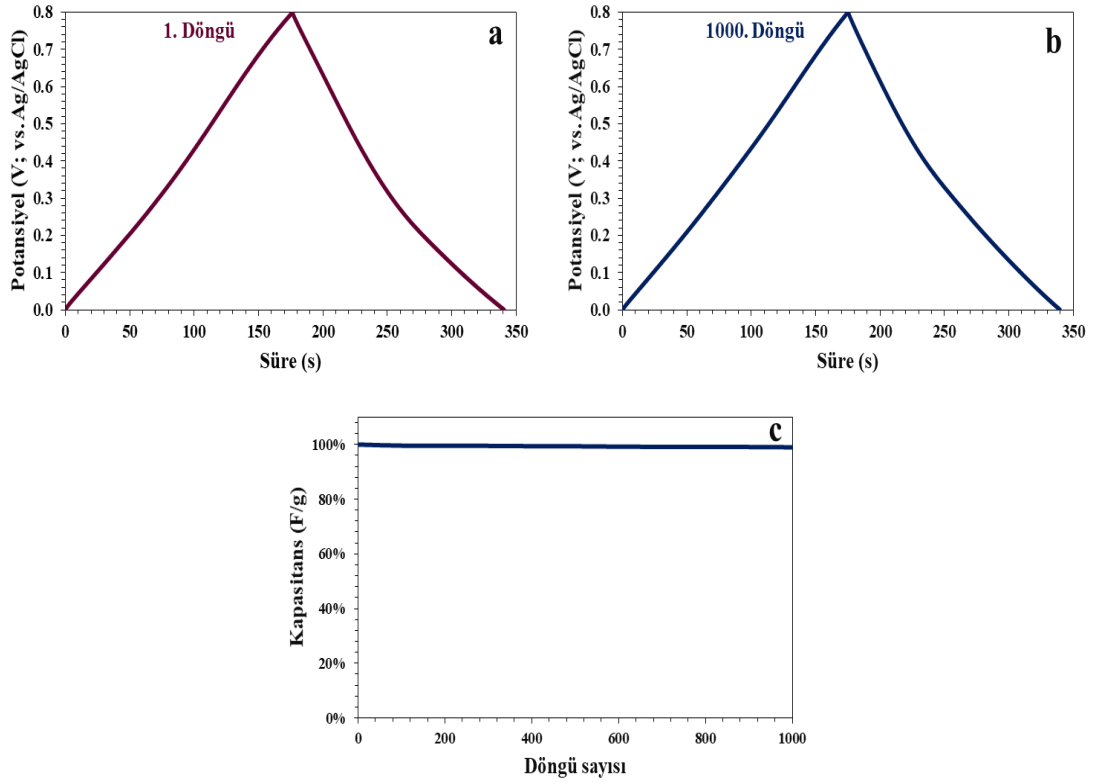 a
1. Döngü
Potansiyel (V; vs. Ag/AgCl)
0.8
0.7
0.6
0.5
0.4
0.3
0.2
0.1
0.0
0 50 100 150 200 250 300 350
Süre (s)
b
1000. Döngü
Potansiyel (V; vs. Ag/AgCl)
0.8
0.7
0.6
0.5
0.4
0.3
0.2
0.1
0.0
0 50 100 150 200 250 300 350
Süre (s)
c
Kapasitans (F/g)
100%
80%
60%
40%
20%
0%
0 200 400 600 800 1000
Döngü sayısı